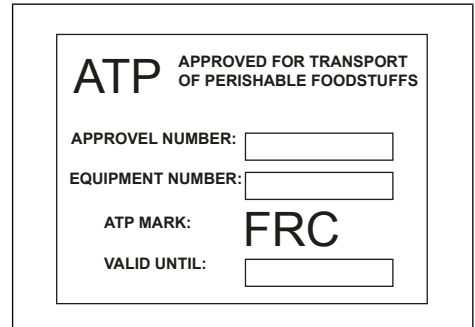 ATP APPROVED FOR TRANSPORT
OF PERISHABLE FOODSTUFFS
APPROVEL NUMBER:
EQUIPMENT NUMBER:
ATP MARK: FRC
VALID UNTIL: